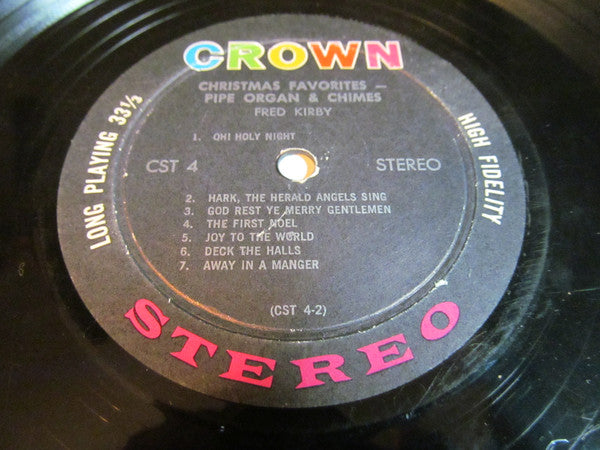 CROWN
CHRISTMAS FAVORITES —
PIPE ORGAN & CHIMES
FRED KIRBY
1. OH! HOLY NIGHT
LONG PLAYING 33⅓
CST 4
STEREO
HIGH FIDELITY
2. HARK, THE HERALD ANGELS SING
3. GOD REST YE MERRY GENTLEMEN
4. THE FIRST NOEL
5. JOY TO THE WORLD
6. DECK THE HALLS
7. AWAY IN A MANGER
(CST 4-2)
STEREO